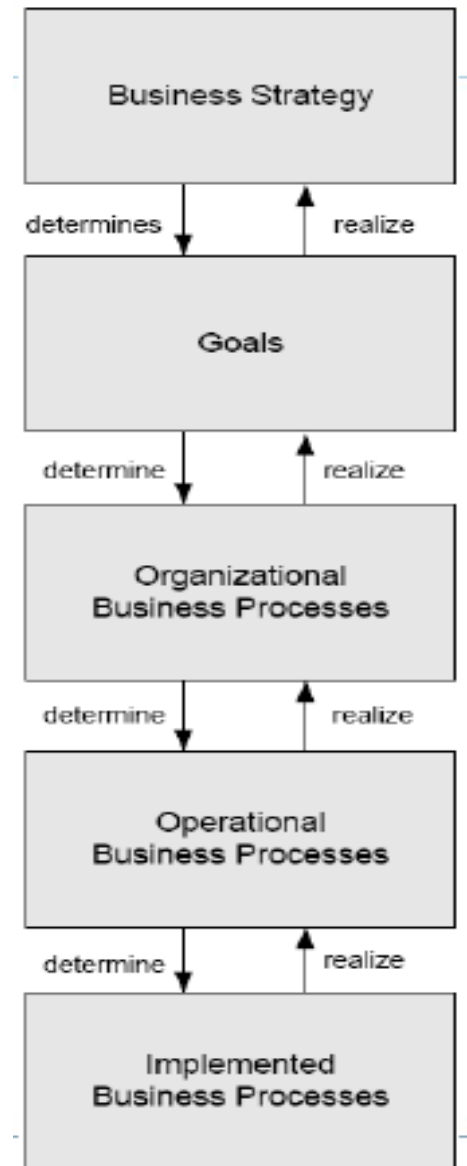 Business Strategy
determines
realize
Goals
determine
realize
Organizational
Business Processes
determine
realize
Operational
Business Processes
determine
realize
Implemented
Business Processes